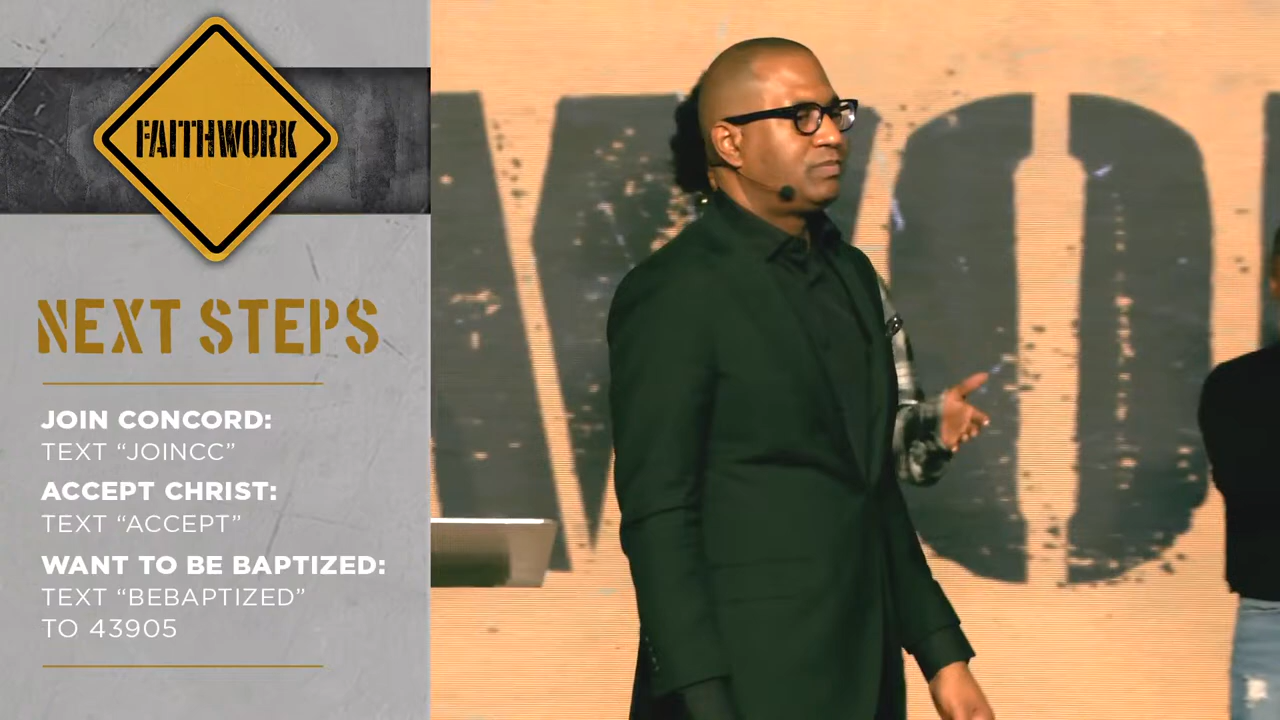 FAITHWORK
NEXT STEPS
JOIN CONCORD:
TEXT “JOINCC”
ACCEPT CHRIST:
TEXT “ACCEPT”
WANT TO BE BAPTIZED:
TEXT “BEBAPTIZED”
TO 43905
WO